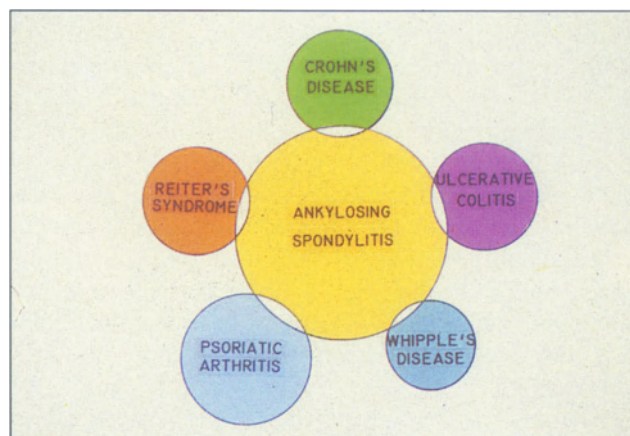 CROHN'S
DISEASE
REITER'S
SYNDROME
ULCERATIVE
COLITIS
ANKYLOSING
SPONDYLITIS
PSORIATIC
ARTHRITIS
WHIPPLE'S
DISEASE